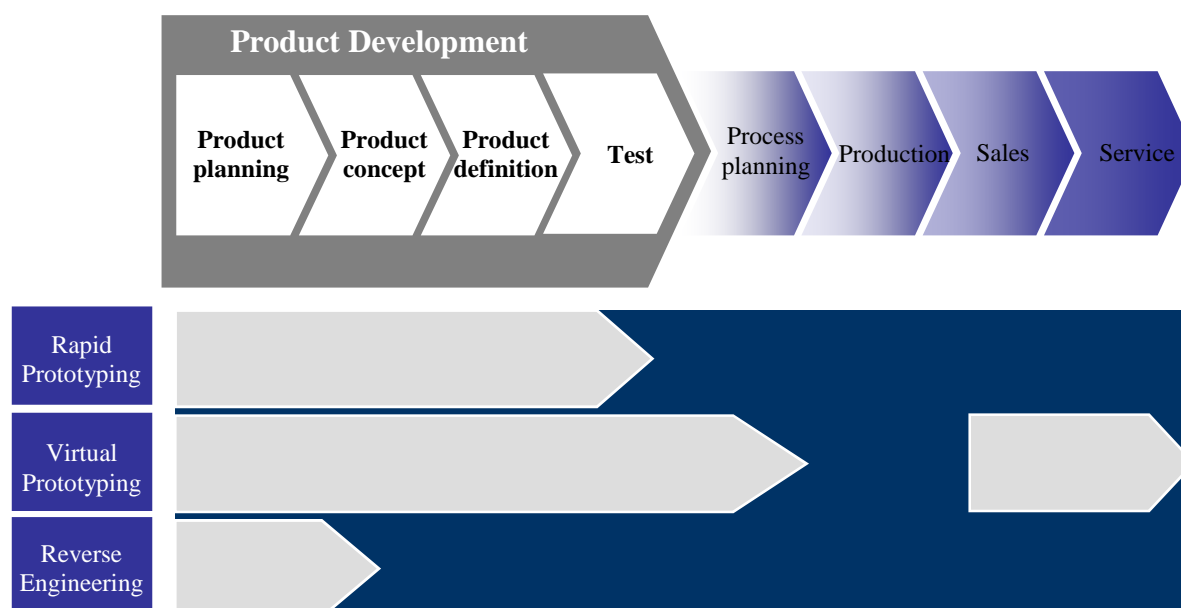 Product Development
Product
planning
Product
concept
Product
definition
Test
Process
planning
Production
Sales
Service
Rapid
Prototyping
Virtual
Prototyping
Reverse
Engineering